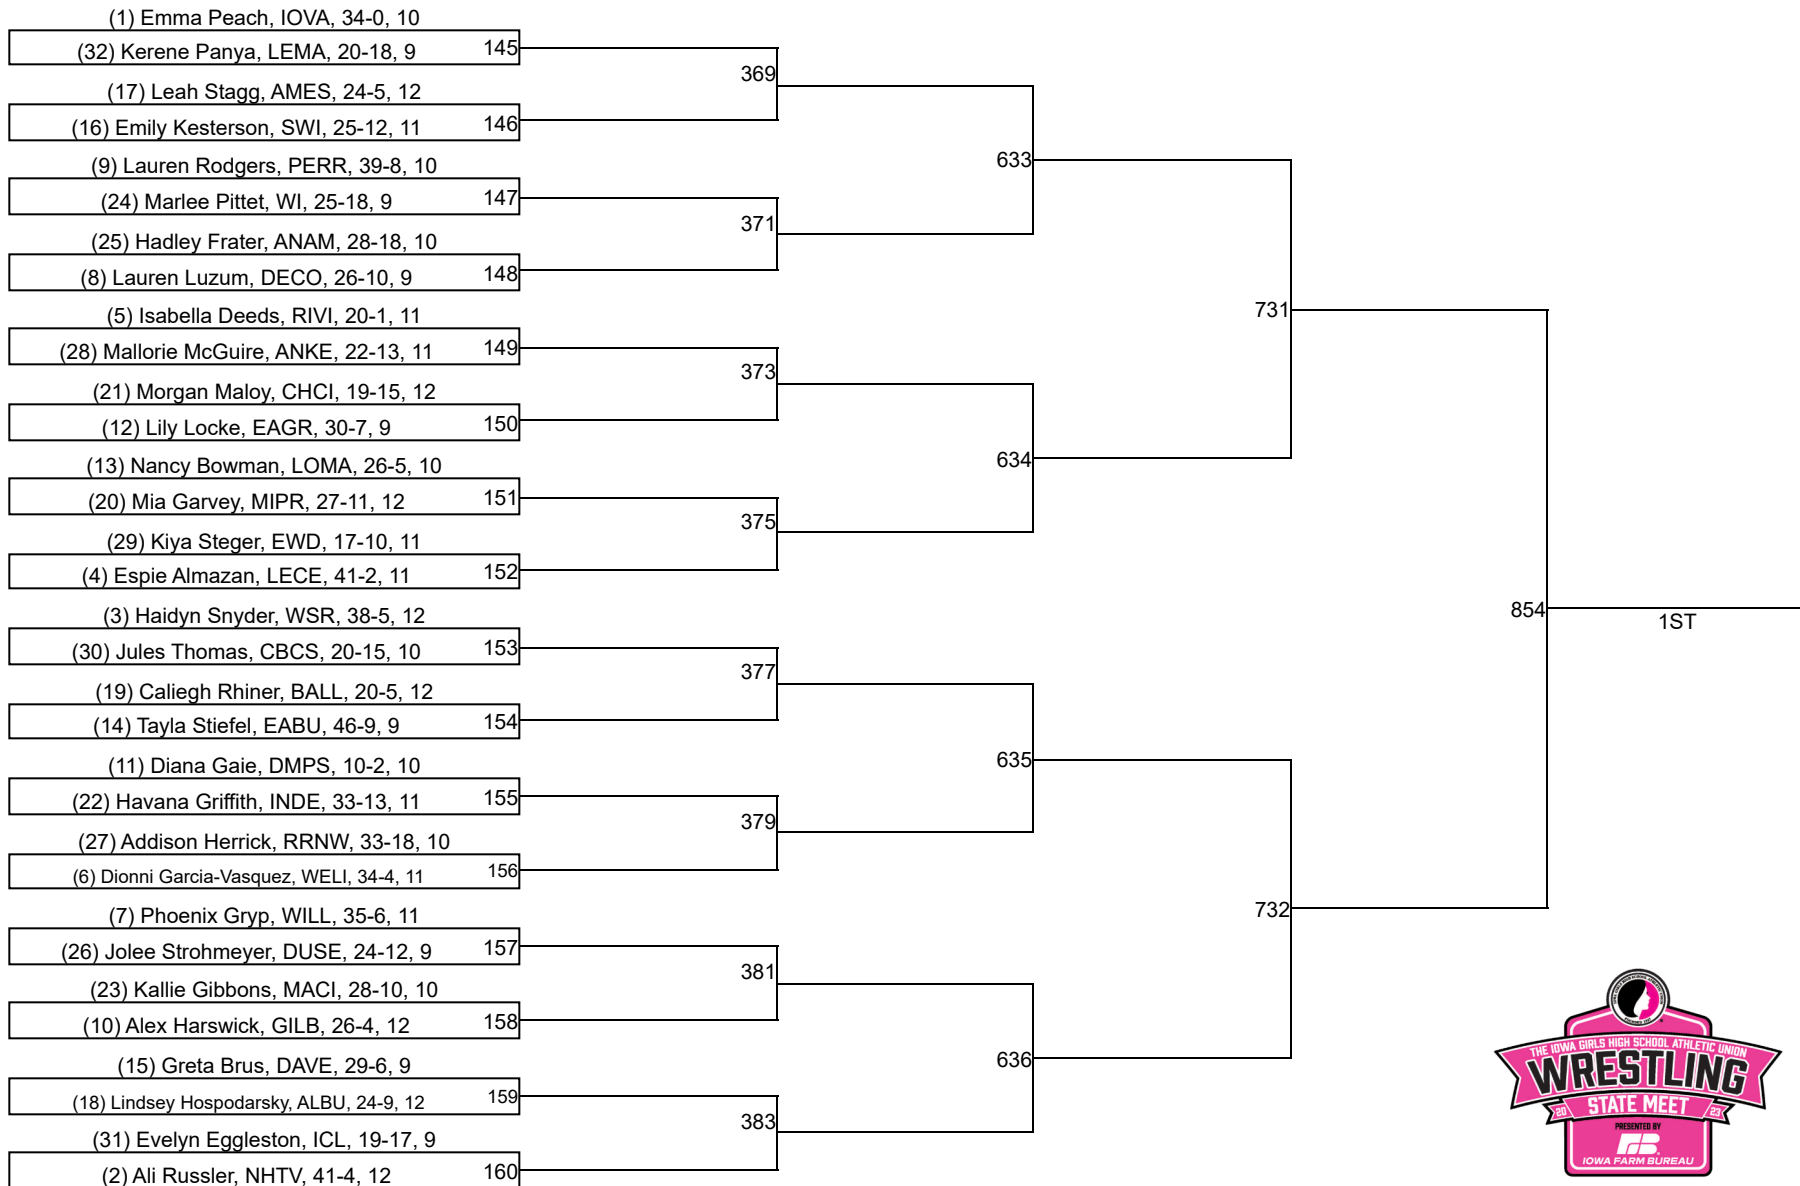 (1) Emma Peach, IOVA, 34-0, 10
(32) Kerene Panya, LEMA, 20-18, 9 145
369
(17) Leah Stagg, AMES, 24-5, 12
(16) Emily Kesterson, SWI, 25-12, 11 146
633
(9) Lauren Rodgers, PERR, 39-8, 10
(24) Marlee Pittet, WI, 25-18, 9 147
371
(25) Hadley Frater, ANAM, 28-18, 10
(8) Lauren Luzum, DECO, 26-10, 9 148
731
(5) Isabella Deeds, RIVI, 20-1, 11
(28) Mallorie McGuire, ANKE, 22-13, 11 149
373
(21) Morgan Maloy, CHCI, 19-15, 12
(12) Lily Locke, EAGR, 30-7, 9 150
634
(13) Nancy Bowman, LOMA, 26-5, 10
(20) Mia Garvey, MIPR, 27-11, 12 151
375
(29) Kiya Steger, EWD, 17-10, 11
(4) Espie Almazan, LECE, 41-2, 11 152
854
1ST
(3) Haidyn Snyder, WSR, 38-5, 12
(30) Jules Thomas, CBCS, 20-15, 10 153
377
(19) Caliegh Rhiner, BALL, 20-5, 12
(14) Tayla Stiefel, EABU, 46-9, 9 154
635
(11) Diana Gaie, DMPS, 10-2, 10
(22) Havana Griffith, INDE, 33-13, 11 155
379
(27) Addison Herrick, RRNW, 33-18, 10
(6) Dionni Garcia-Vasquez, WELI, 34-4, 11 156
732
(7) Phoenix Gryp, WILL, 35-6, 11
(26) Jolee Strohmeyer, DUSE, 24-12, 9 157
381
(23) Kallie Gibbons, MACI, 28-10, 10
(10) Alex Harswick, GILB, 26-4, 12 158
636
(15) Greta Brus, DAVE, 29-6, 9
(18) Lindsey Hospodarsky, ALBU, 24-9, 12 159
383
(31) Evelyn Eggleston, ICL, 19-17, 9
(2) Ali Russler, NHTV, 41-4, 12 160
THE IOWA GIRLS HIGH SCHOOL ATHLETIC UNION
WRESTLING
20 STATE MEET 23
PRESENTED BY
FB
IOWA FARM BUREAU